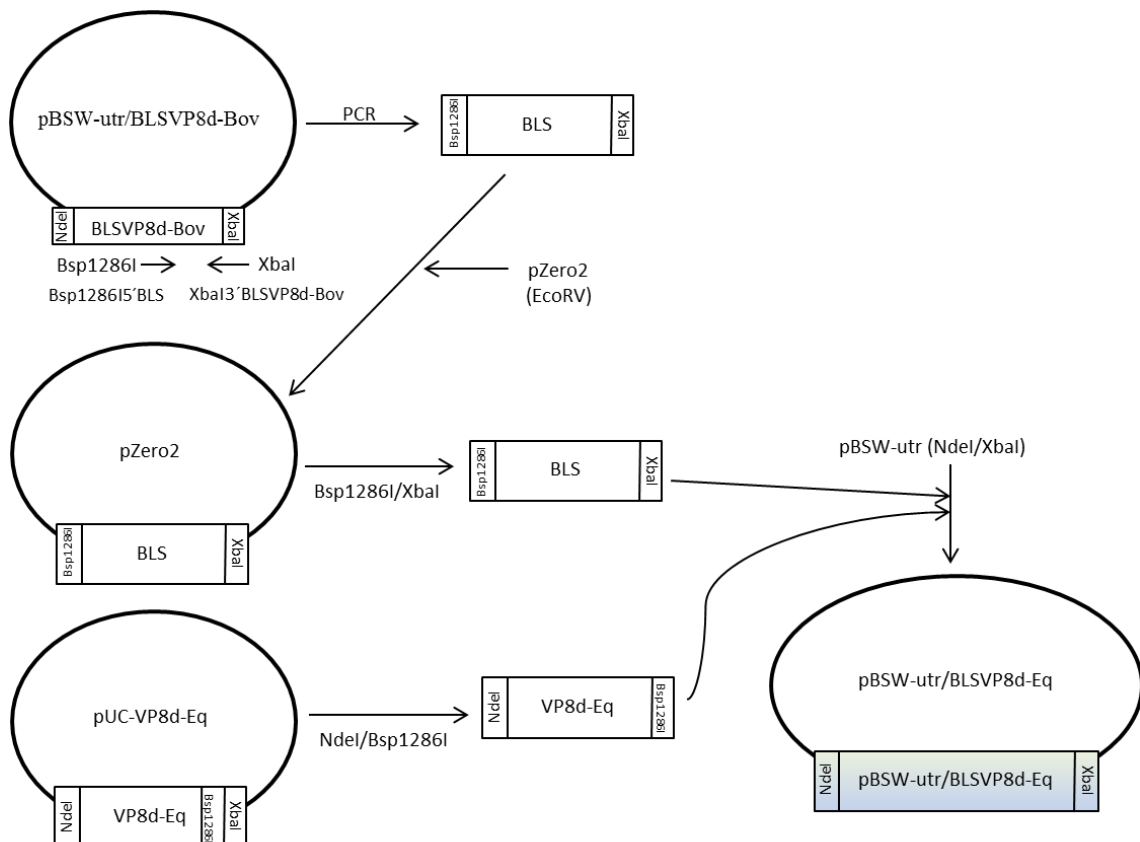 pBSW-utr/BLSVP8d-Bov
NdeI
BLSVP8d-Bov
XbaI
Bsp1286I
XbaI
Bsp1286I5´BLS
XbaI3´BLSVP8d-Bov
PCR
Bsp1286I
BLS
XbaI
pZero2
(EcoRV)
pZero2
Bsp1286I
BLS
XbaI
Bsp1286I/XbaI
Bsp1286I
BLS
XbaI
pBSW-utr (NdeI/XbaI)
pUC-VP8d-Eq
NdeI
VP8d-Eq
Bsp1286I
XbaI
NdeI/Bsp1286I
NdeI
VP8d-Eq
Bsp1286I
pBSW-utr/BLSVP8d-Eq
NdeI
pBSW-utr/BLSVP8d-Eq
XbaI